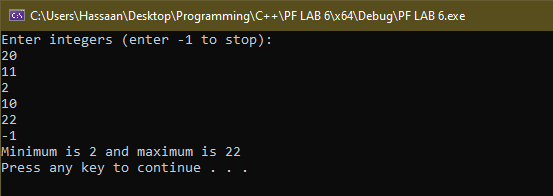 C:\Users\Hassaan\Desktop\Programming\C++\PF LAB 6\x64\Debug\PF LAB 6.exe
Enter integers (enter -1 to stop):
20
11
2
10
22
-1
Minimum is 2 and maximum is 22
Press any key to continue . . .